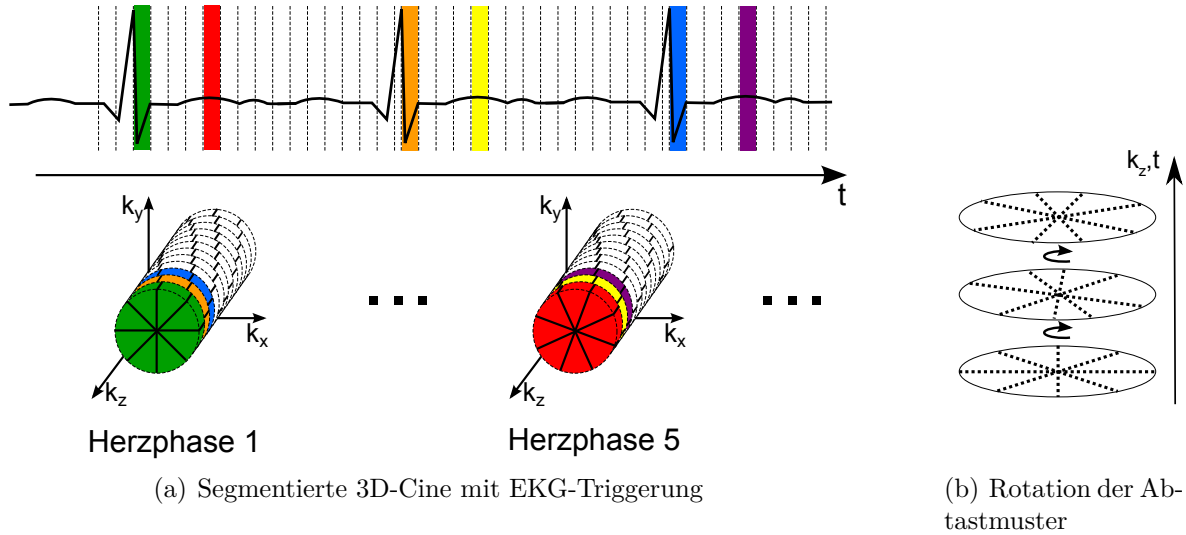 t
k_y
k_x
k_z
Herzphase 1
k_y
k_x
k_z
Herzphase 5
(a) Segmentierte 3D-Cine mit EKG-Triggerung
k_z,t
(b) Rotation der Ab-
tastmuster